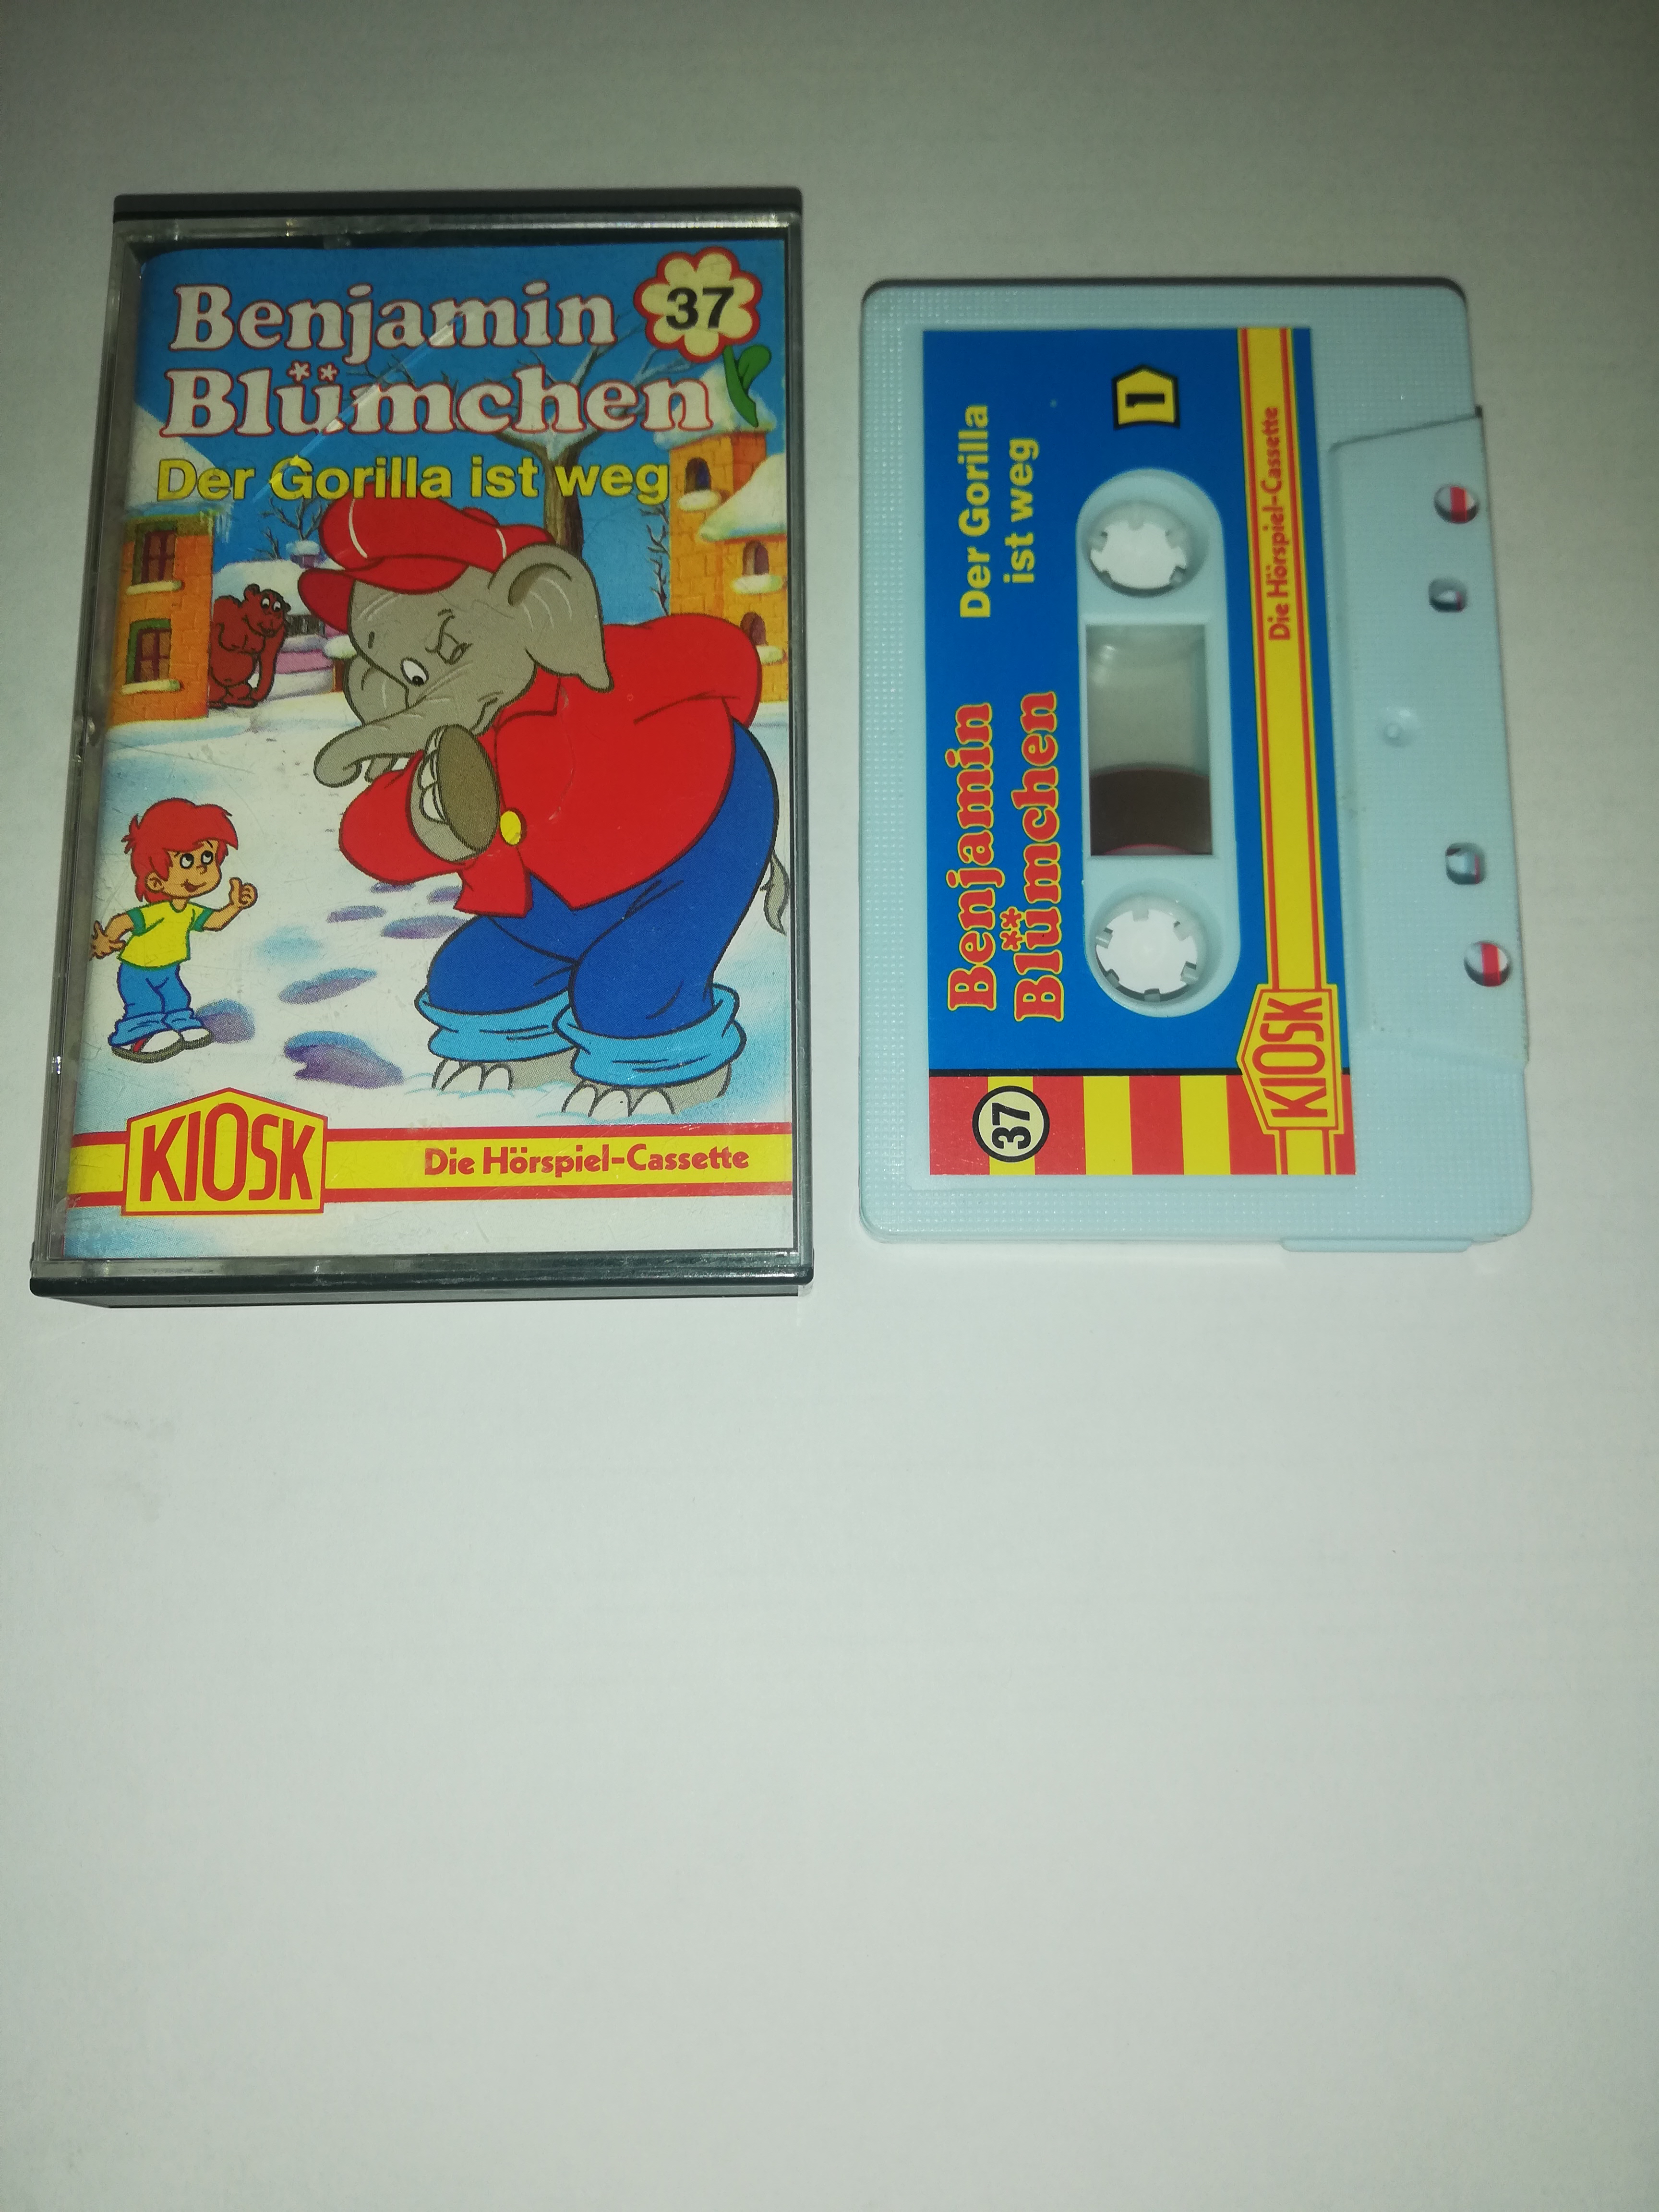 Benjamin
Blümchen
37
Der Gorilla ist weg
KIOSK
Die Hörspiel-Cassette
37
Benjamin
Blümchen
Der Gorilla
ist weg
1
KIOSK
Die Hörspiel-Cassette